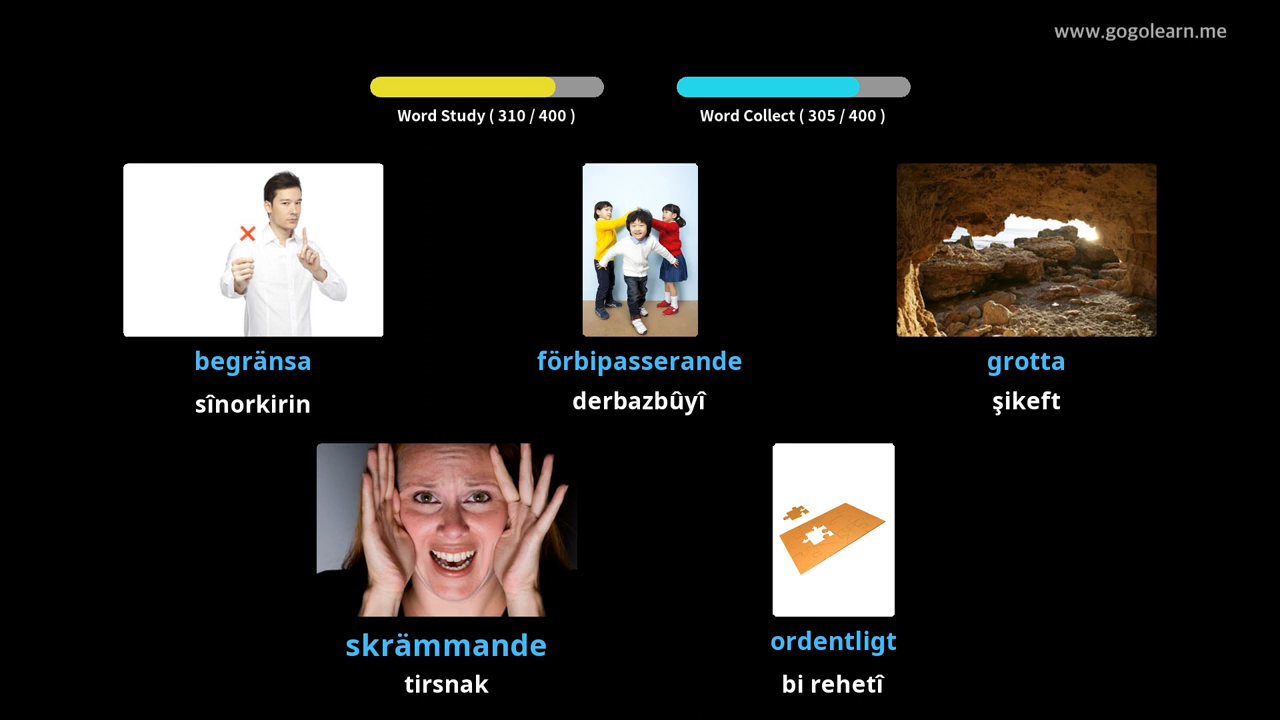 www.gogolearn.me
Word Study ( 310 / 400 )
Word Collect ( 305 / 400 )
begränsa
sînorkirin
förbipasserande
derbazbûyî
grotta
şikeft
skrämmande
tirsnak
ordentligt
bi rehetî